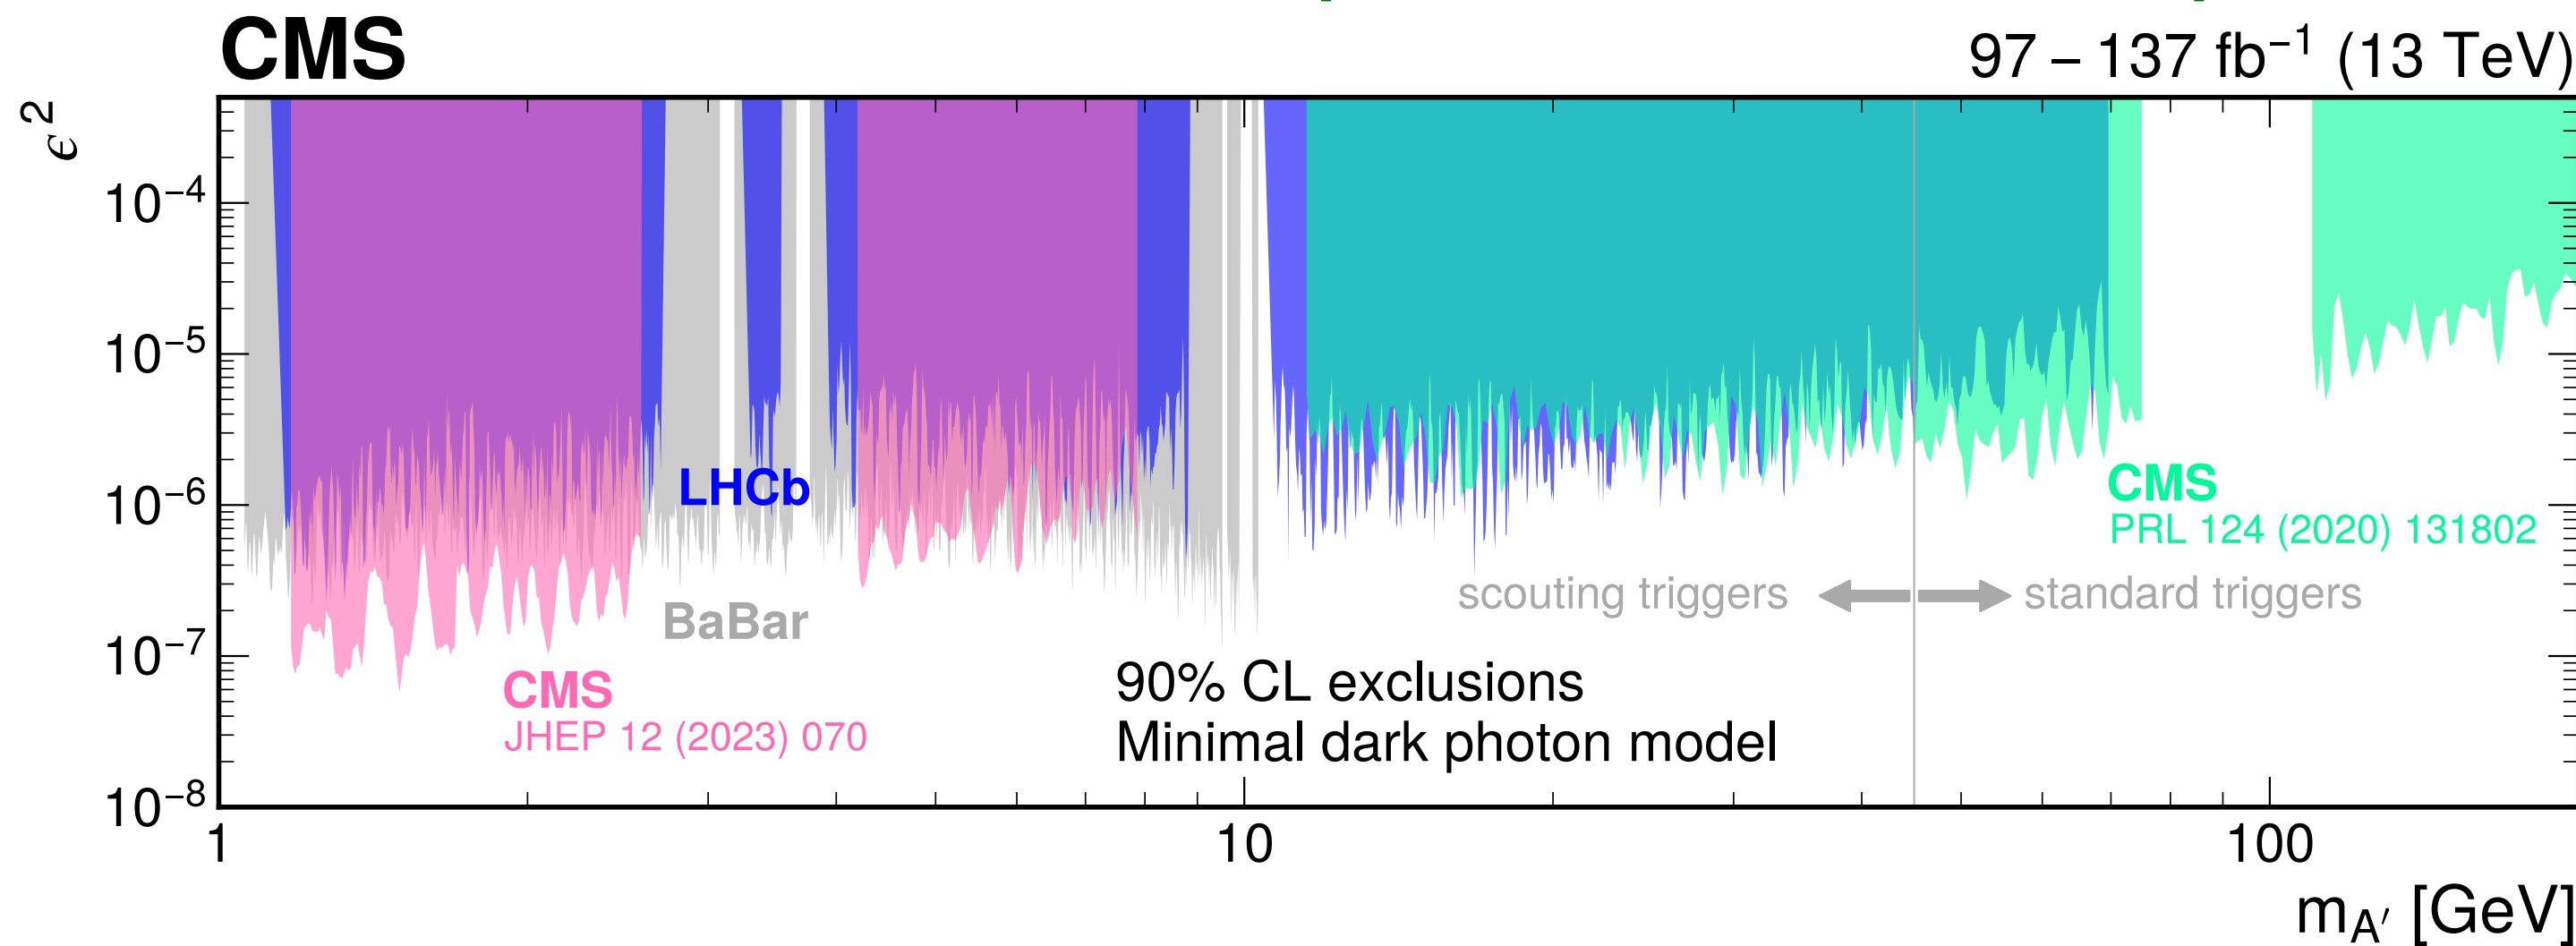 CMS
97 – 137 fb⁻¹ (13 TeV)
ϵ²
10⁻⁴
10⁻⁵
10⁻⁶
10⁻⁷
10⁻⁸
LHCb
BaBar
CMS
JHEP 12 (2023) 070
CMS
PRL 124 (2020) 131802
scouting triggers
standard triggers
90% CL exclusions
Minimal dark photon model
1
10
100
m_A′ [GeV]